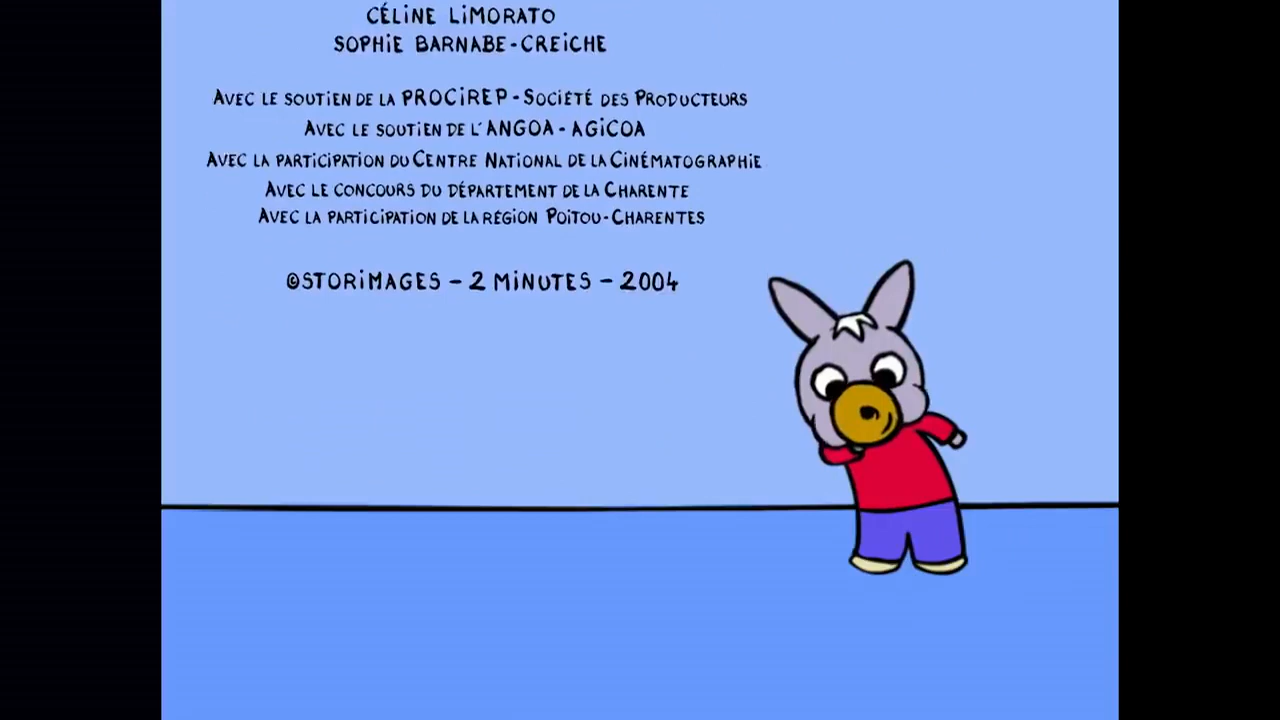 CÉLINE LIMORATO
SOPHIE BARNABE-CREICHE
AVEC LE SOUTIEN DE LA PROCIREP - SOCIÉTÉ DES PRODUCTEURS
AVEC LE SOUTIEN DE L'ANGOA - AGICOA
AVEC LA PARTICIPATION DU CENTRE NATIONAL DE LA CINÉMATOGRAPHIE
AVEC LE CONCOURS DU DÉPARTEMENT DE LA CHARENTE
AVEC LA PARTICIPATION DE LA RÉGION POITOU-CHARENTES
©STORIMAGES - 2 MINUTES - 2004